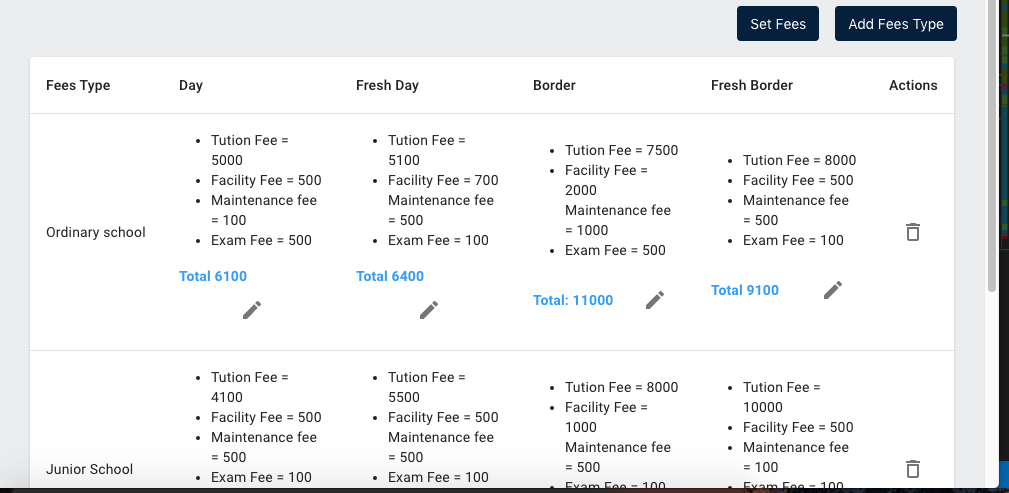 Set Fees
Add Fees Type
Fees Type
Day
Fresh Day
Border
Fresh Border
Actions
Ordinary school
Tution Fee =
5000
Facility Fee = 500
Maintenance fee
= 100
Exam Fee = 500
Total 6100
Tution Fee =
5100
Facility Fee = 700
Maintenance fee
= 500
Exam Fee = 100
Total 6400
Tution Fee = 7500
Facility Fee =
2000
Maintenance fee
= 1000
Exam Fee = 500
Total: 11000
Tution Fee = 8000
Facility Fee = 500
Maintenance fee
= 500
Exam Fee = 100
Total 9100
Junior School
Tution Fee =
4100
Facility Fee = 500
Maintenance fee
= 500
Exam Fee = 100
Tution Fee =
5500
Facility Fee = 500
Maintenance fee
= 500
Exam Fee = 100
Tution Fee = 8000
Facility Fee =
1000
Maintenance fee
= 500
Exam Fee = 100
Tution Fee =
10000
Facility Fee = 500
Maintenance fee
= 100
Exam Fee = 100